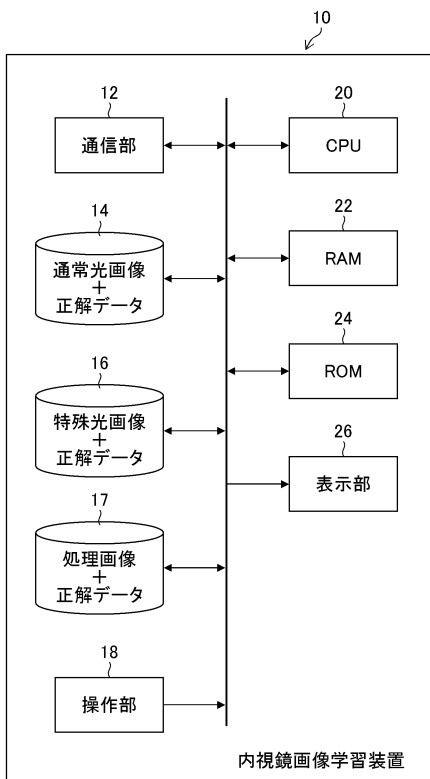 10
12
通信部
20
CPU
14
通常光画像
+
正解データ
22
RAM
16
特殊光画像
+
正解データ
24
ROM
17
処理画像
+
正解データ
26
表示部
18
操作部
内視鏡画像学習装置